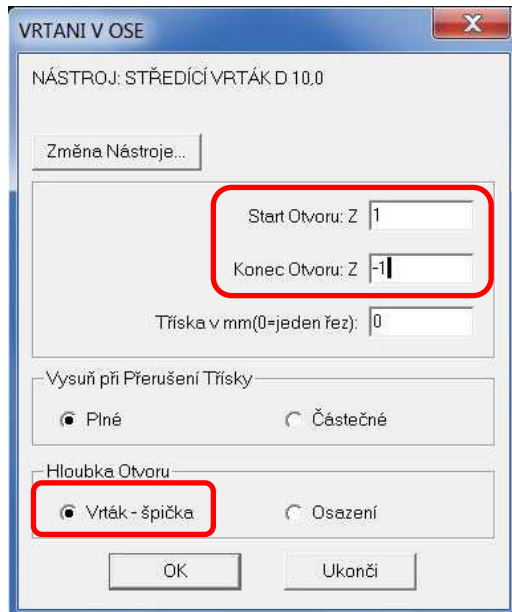 VRTANI V OSE
NÁSTROJ: STŘEDÍCÍ VRTÁK D 10,0
Změna Nástroje...
Start Otvoru: Z 1
Konec Otvoru: Z -1
Tříska v mm(0=jeden řez): 0
Vysuň při Přerušení Třísky
Plné Částečné
Hloubka Otvoru
Vrták - špička Osazení
OK Ukonči